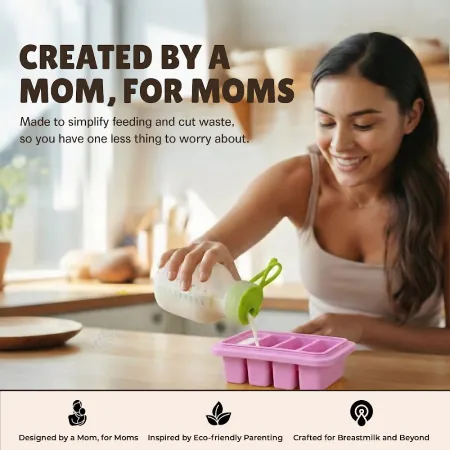 CREATED BY A
MOM, FOR MOMS
Made to simplify feeding and cut waste,
so you have one less thing to worry about.
Designed by a Mom, for Moms
Inspired by Eco-friendly Parenting
Crafted for Breastmilk and Beyond